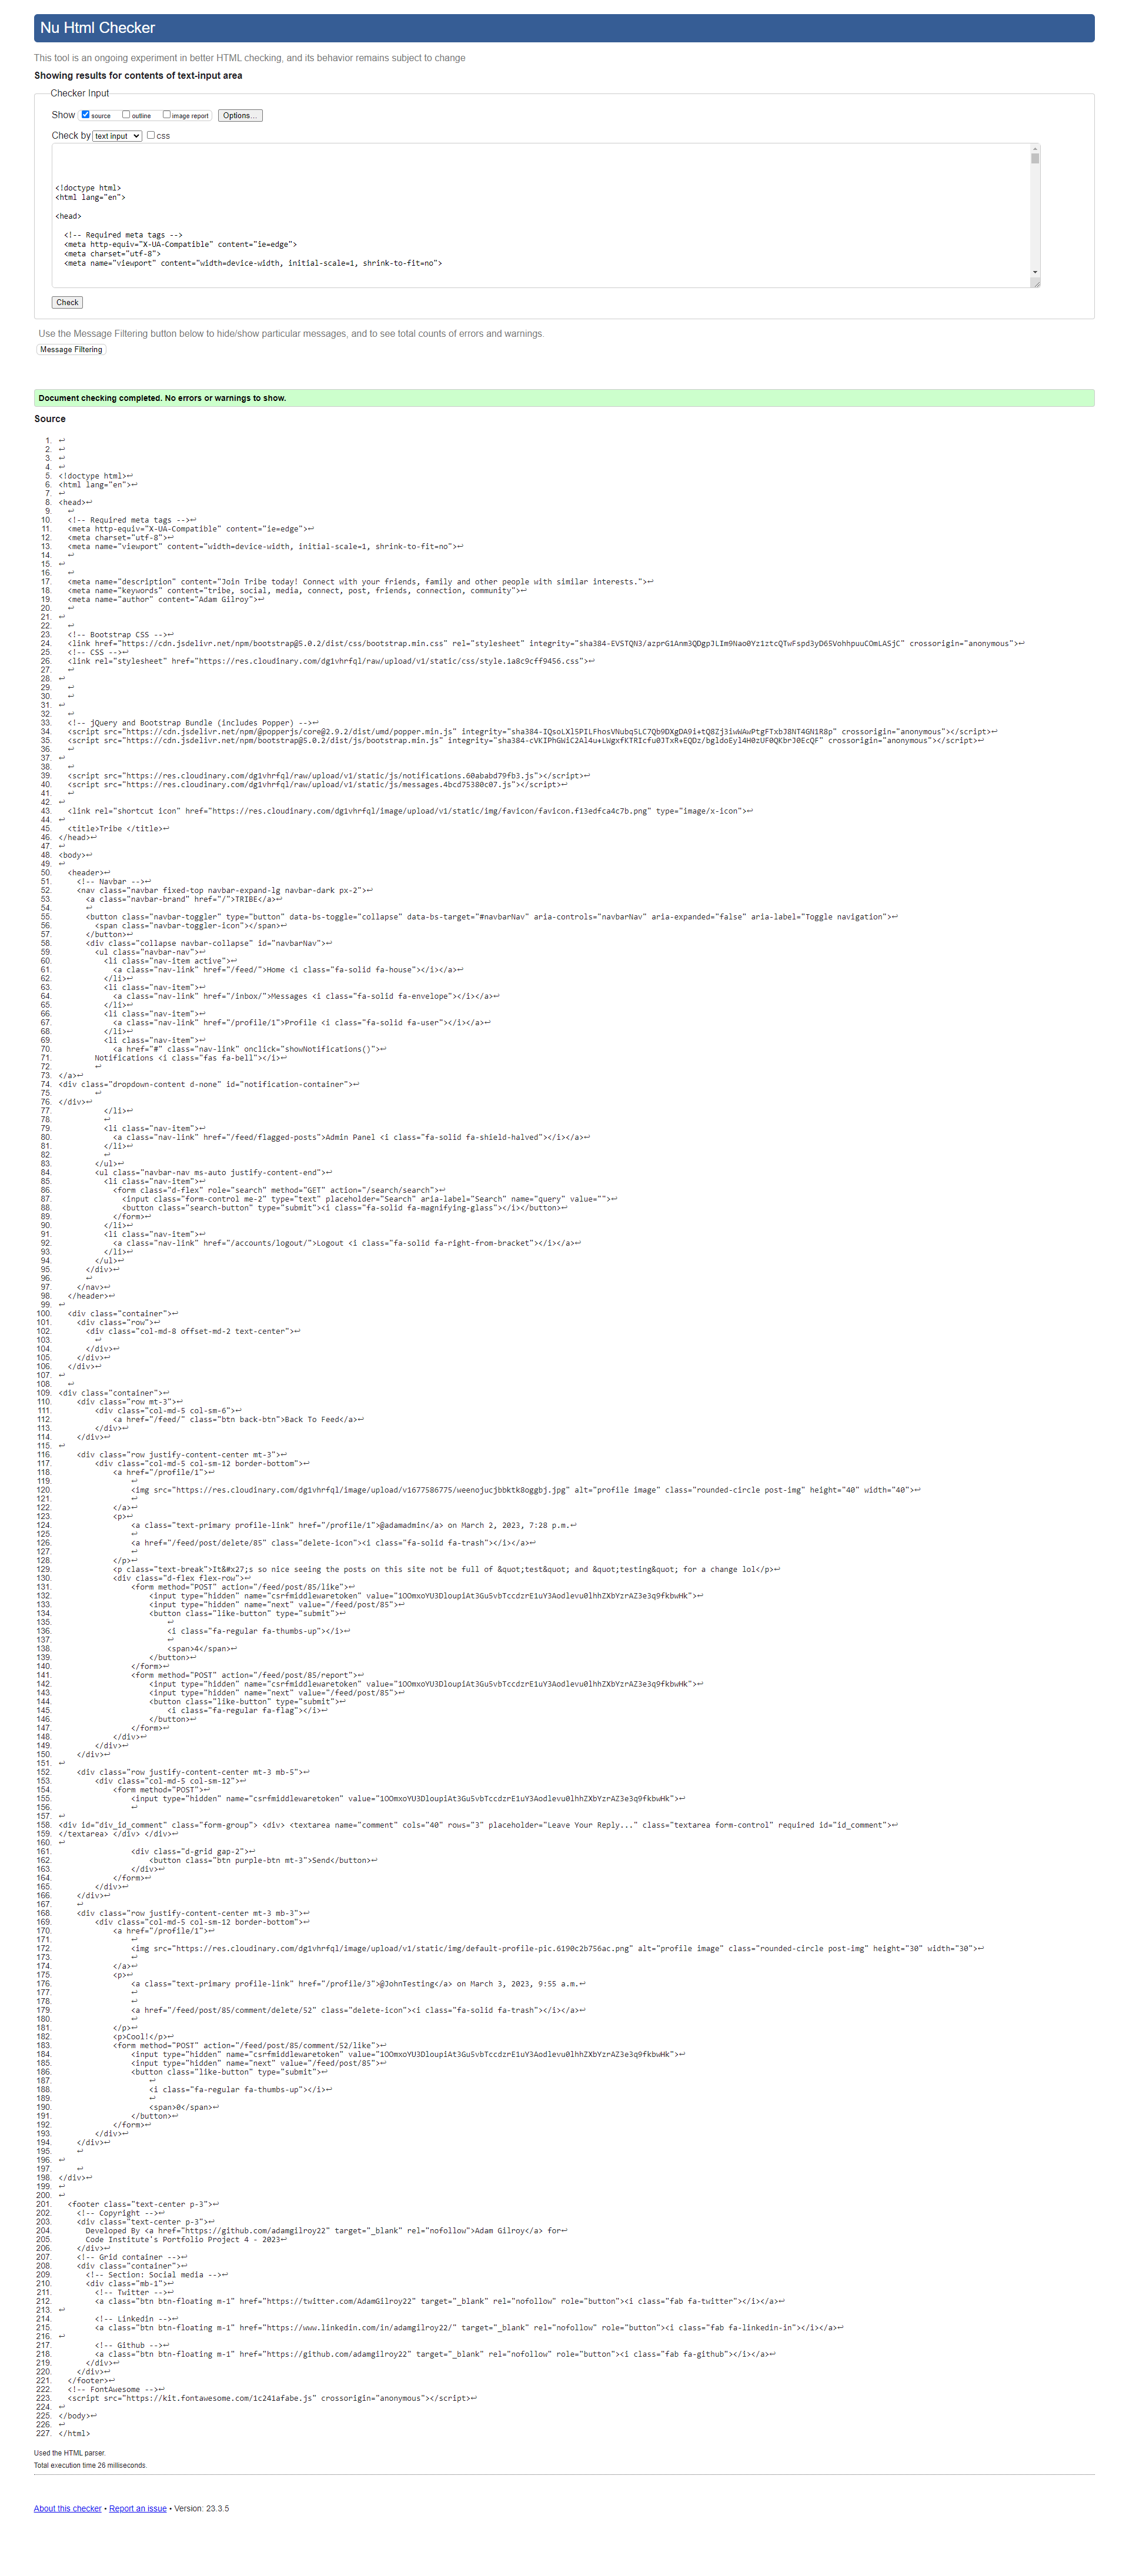 Nu Html Checker
This tool is an ongoing experiment in better HTML checking, and its behavior remains subject to change
Showing results for contents of text-input area
Checker Input
Show source outline image report Options...
Check by text input css
<!doctype html>
<html lang="en">
<head>
<!-- Required meta tags -->
<meta http-equiv="X-UA-Compatible" content="ie=edge">
<meta charset="utf-8">
<meta name="viewport" content="width=device-width, initial-scale=1, shrink-to-fit=no">
Check
Use the Message Filtering button below to hide/show particular messages, and to see total counts of errors and warnings.
Message Filtering
Document checking completed. No errors or warnings to show.
Source
1. ↩
2. ↩
3. ↩
4. ↩
5. <!doctype html>↩
6. <html lang="en">↩
7. ↩
8. <head>↩
9. ↩
10. <!-- Required meta tags -->↩
11. <meta http-equiv="X-UA-Compatible" content="ie=edge">↩
12. <meta charset="utf-8">↩
13. <meta name="viewport" content="width=device-width, initial-scale=1, shrink-to-fit=no">↩
14. ↩
15. ↩
16. ↩
17. <meta name="description" content="Join Tribe today! Connect with your friends, family and other people with similar interests.">↩
18. <meta name="keywords" content="tribe, social, media, connect, post, friends, connection, community">↩
19. <meta name="author" content="Adam Gilroy">↩
20. ↩
21. ↩
22. ↩
23. <!-- Bootstrap CSS -->↩
24. <link href="https://cdn.jsdelivr.net/npm/bootstrap@5.0.2/dist/css/bootstrap.min.css" rel="stylesheet" integrity="sha384-EVSTQN3/azprG1Anm3QDgpJLIm9Nao0Yz1ztcQTwFspd3yD65VohhpuuCOmLASjC" crossorigin="anonymous">↩
25. <!-- CSS -->↩
26. <link rel="stylesheet" href="https://res.cloudinary.com/dg1vhrfql/raw/upload/v1/static/css/style.1a8c9cff9456.css">↩
27. ↩
28. ↩
29. ↩
30. ↩
31. ↩
32. ↩
33. <!-- jQuery and Bootstrap Bundle (includes Popper) -->↩
34. <script src="https://cdn.jsdelivr.net/npm/@popperjs/core@2.9.2/dist/umd/popper.min.js" integrity="sha384-IQsoLXl5PILFhosVNubq5LC7Qb9DXgDA9i+tQ8Zj3iwWAwPtgFTxbJ8NT4GN1R8p" crossorigin="anonymous"></script>↩
35. <script src="https://cdn.jsdelivr.net/npm/bootstrap@5.0.2/dist/js/bootstrap.min.js" integrity="sha384-cVKIPhGWiC2Al4u+LWgxfKTRIcfu0JTxR+EQDz/bgldoEyl4H0zUF0QKbrJ0EcQF" crossorigin="anonymous"></script>↩
36. ↩
37. ↩
38. ↩
39. <script src="https://res.cloudinary.com/dg1vhrfql/raw/upload/v1/static/js/notifications.60ababd79fb3.js"></script>↩
40. <script src="https://res.cloudinary.com/dg1vhrfql/raw/upload/v1/static/js/messages.4bcd75380c07.js"></script>↩
41. ↩
42. ↩
43. <link rel="shortcut icon" href="https://res.cloudinary.com/dg1vhrfql/image/upload/v1/static/img/favicon/favicon.f13edfca4c7b.png" type="image/x-icon">↩
44. ↩
45. <title>Tribe </title>↩
46. </head>↩
47. ↩
48. <body>↩
49. ↩
50. <header>↩
51. <!-- Navbar -->↩
52. <nav class="navbar fixed-top navbar-expand-lg navbar-dark px-2">↩
53. <a class="navbar-brand" href="/">TRIBE</a>↩
54. ↩
55. <button class="navbar-toggler" type="button" data-bs-toggle="collapse" data-bs-target="#navbarNav" aria-controls="navbarNav" aria-expanded="false" aria-label="Toggle navigation">↩
56. <span class="navbar-toggler-icon"></span>↩
57. </button>↩
58. <div class="collapse navbar-collapse" id="navbarNav">↩
59. <ul class="navbar-nav">↩
60. <li class="nav-item active">↩
61. <a class="nav-link" href="/feed/">Home <i class="fa-solid fa-house"></i></a>↩
62. </li>↩
63. <li class="nav-item">↩
64. <a class="nav-link" href="/inbox/">Messages <i class="fa-solid fa-envelope"></i></a>↩
65. </li>↩
66. <li class="nav-item">↩
67. <a class="nav-link" href="/profile/1">Profile <i class="fa-solid fa-user"></i></a>↩
68. </li>↩
69. <li class="nav-item">↩
70. <a href="#" class="nav-link" onclick="showNotifications()">↩
71. Notifications <i class="fas fa-bell"></i>↩
72. ↩
73. </a>↩
74. <div class="dropdown-content d-none" id="notification-container">↩
75. ↩
76. </div>↩
77. </li>↩
78. ↩
79. <li class="nav-item">↩
80. <a class="nav-link" href="/feed/flagged-posts">Admin Panel <i class="fa-solid fa-shield-halved"></i></a>↩
81. </li>↩
82. ↩
83. </ul>↩
84. <ul class="navbar-nav ms-auto justify-content-end">↩
85. <li class="nav-item">↩
86. <form class="d-flex" role="search" method="GET" action="/search/search">↩
87. <input class="form-control me-2" type="text" placeholder="Search" aria-label="Search" name="query" value="">↩
88. <button class="search-button" type="submit"><i class="fa-solid fa-magnifying-glass"></i></button>↩
89. </form>↩
90. </li>↩
91. <li class="nav-item">↩
92. <a class="nav-link" href="/accounts/logout/">Logout <i class="fa-solid fa-right-from-bracket"></i></a>↩
93. </li>↩
94. </ul>↩
95. </div>↩
96. ↩
97. </nav>↩
98. </header>↩
99. ↩
100. <div class="container">↩
101. <div class="row">↩
102. <div class="col-md-8 offset-md-2 text-center">↩
103. ↩
104. </div>↩
105. </div>↩
106. </div>↩
107. ↩
108. ↩
109. <div class="container">↩
110. <div class="row mt-3">↩
111. <div class="col-md-5 col-sm-6">↩
112. <a href="/feed/" class="btn back-btn">Back To Feed</a>↩
113. </div>↩
114. </div>↩
115. ↩
116. <div class="row justify-content-center mt-3">↩
117. <div class="col-md-5 col-sm-12 border-bottom">↩
118. <a href="/profile/1">↩
119. ↩
120. <img src="https://res.cloudinary.com/dg1vhrfql/image/upload/v1677586775/weenojucjbbktk8oggbj.jpg" alt="profile image" class="rounded-circle post-img" height="40" width="40">↩
121. ↩
122. </a>↩
123. <p>↩
124. <a class="text-primary profile-link" href="/profile/1">@adamadmin</a> on March 2, 2023, 7:28 p.m.↩
125. ↩
126. <a href="/feed/post/delete/85" class="delete-icon"><i class="fa-solid fa-trash"></i></a>↩
127. ↩
128. </p>↩
129. <p class="text-break">It&#x27;s so nice seeing the posts on this site not be full of &quot;test&quot; and &quot;testing&quot; for a change lol</p>↩
130. <div class="d-flex flex-row">↩
131. <form method="POST" action="/feed/post/85/like">↩
132. <input type="hidden" name="csrfmiddlewaretoken" value="1OOmxoYU3DloupiAt3Gu5vbTccdzrE1uY3Aodlevu0lhhZXbYzrAZ3e3q9fkbwHk">↩
133. <input type="hidden" name="next" value="/feed/post/85">↩
134. <button class="like-button" type="submit">↩
135. ↩
136. <i class="fa-regular fa-thumbs-up"></i>↩
137. ↩
138. <span>4</span>↩
139. </button>↩
140. </form>↩
141. <form method="POST" action="/feed/post/85/report">↩
142. <input type="hidden" name="csrfmiddlewaretoken" value="1OOmxoYU3DloupiAt3Gu5vbTccdzrE1uY3Aodlevu0lhhZXbYzrAZ3e3q9fkbwHk">↩
143. <input type="hidden" name="next" value="/feed/post/85">↩
144. <button class="like-button" type="submit">↩
145. <i class="fa-regular fa-flag"></i>↩
146. </button>↩
147. </form>↩
148. </div>↩
149. </div>↩
150. </div>↩
151. ↩
152. <div class="row justify-content-center mt-3 mb-5">↩
153. <div class="col-md-5 col-sm-12">↩
154. <form method="POST">↩
155. <input type="hidden" name="csrfmiddlewaretoken" value="1OOmxoYU3DloupiAt3Gu5vbTccdzrE1uY3Aodlevu0lhhZXbYzrAZ3e3q9fkbwHk">↩
156. ↩
157. ↩
158. <div id="div_id_comment" class="form-group"> <div> <textarea name="comment" cols="40" rows="3" placeholder="Leave Your Reply..." class="textarea form-control" required id="id_comment">↩
159. </textarea> </div> </div>↩
160. ↩
161. <div class="d-grid gap-2">↩
162. <button class="btn purple-btn mt-3">Send</button>↩
163. </div>↩
164. </form>↩
165. </div>↩
166. </div>↩
167. ↩
168. <div class="row justify-content-center mt-3 mb-3">↩
169. <div class="col-md-5 col-sm-12 border-bottom">↩
170. <a href="/profile/1">↩
171. ↩
172. <img src="https://res.cloudinary.com/dg1vhrfql/image/upload/v1/static/img/default-profile-pic.6190c2b756ac.png" alt="profile image" class="rounded-circle post-img" height="30" width="30">↩
173. ↩
174. </a>↩
175. <p>↩
176. <a class="text-primary profile-link" href="/profile/3">@JohnTesting</a> on March 3, 2023, 9:55 a.m.↩
177. ↩
178. ↩
179. <a href="/feed/post/85/comment/delete/52" class="delete-icon"><i class="fa-solid fa-trash"></i></a>↩
180. ↩
181. </p>↩
182. <p>Cool!</p>↩
183. <form method="POST" action="/feed/post/85/comment/52/like">↩
184. <input type="hidden" name="csrfmiddlewaretoken" value="1OOmxoYU3DloupiAt3Gu5vbTccdzrE1uY3Aodlevu0lhhZXbYzrAZ3e3q9fkbwHk">↩
185. <input type="hidden" name="next" value="/feed/post/85">↩
186. <button class="like-button" type="submit">↩
187. ↩
188. <i class="fa-regular fa-thumbs-up"></i>↩
189. ↩
190. <span>0</span>↩
191. </button>↩
192. </form>↩
193. </div>↩
194. </div>↩
195. ↩
196. ↩
197. ↩
198. </div>↩
199. ↩
200. ↩
201. <footer class="text-center p-3">↩
202. <!-- Copyright -->↩
203. <div class="text-center p-3">↩
204. Developed By <a href="https://github.com/adamgilroy22" target="_blank" rel="nofollow">Adam Gilroy</a> for↩
205. Code Institute's Portfolio Project 4 - 2023↩
206. </div>↩
207. <!-- Grid container -->↩
208. <div class="container">↩
209. <!-- Section: Social media -->↩
210. <div class="mb-1">↩
211. <!-- Twitter -->↩
212. <a class="btn btn-floating m-1" href="https://twitter.com/AdamGilroy22" target="_blank" rel="nofollow" role="button"><i class="fab fa-twitter"></i></a>↩
213. ↩
214. <!-- Linkedin -->↩
215. <a class="btn btn-floating m-1" href="https://www.linkedin.com/in/adamgilroy22/" target="_blank" rel="nofollow" role="button"><i class="fab fa-linkedin-in"></i></a>↩
216. ↩
217. <!-- Github -->↩
218. <a class="btn btn-floating m-1" href="https://github.com/adamgilroy22" target="_blank" rel="nofollow" role="button"><i class="fab fa-github"></i></a>↩
219. </div>↩
220. </div>↩
221. </footer>↩
222. <!-- FontAwesome -->↩
223. <script src="https://kit.fontawesome.com/1c241afabe.js" crossorigin="anonymous"></script>↩
224. ↩
225. </body>↩
226. ↩
227. </html>
Used the HTML parser.
Total execution time 26 milliseconds.
About this checker • Report an issue • Version: 23.3.5